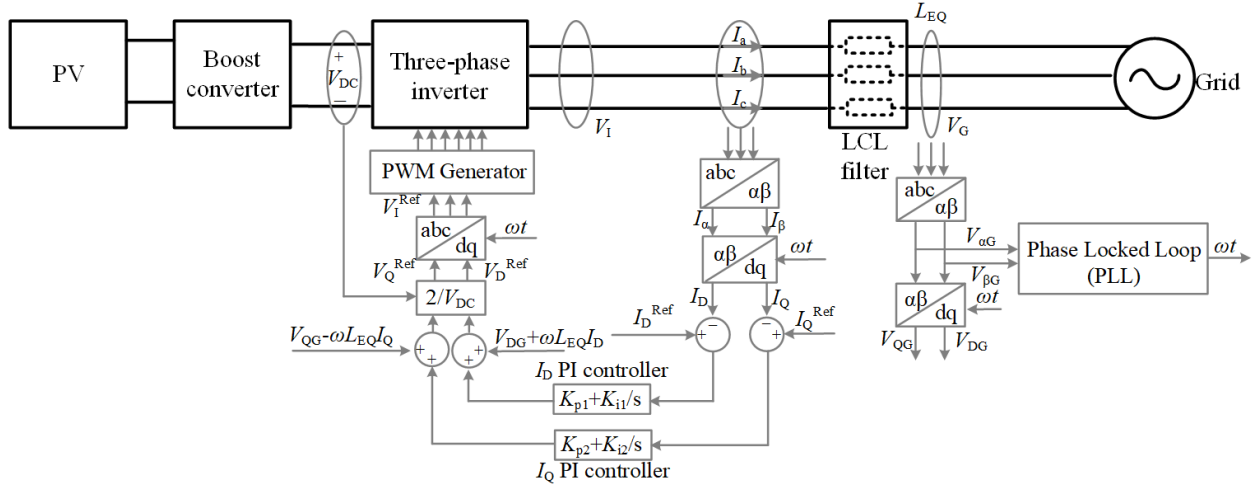 L_EQ
PV
Boost
converter
+
V_DC
−
Three-phase
inverter
I_a
I_b
I_c
Grid
V_I
LCL
filter
V_G
PWM Generator
abc
αβ
abc
αβ
V_I^Ref
I_α
I_β
abc
dq
ωt
αβ
dq
ωt
V_αG
V_βG
Phase Locked Loop
(PLL)
ωt
V_Q^Ref
V_D^Ref
2/V_DC
I_D
I_Q
αβ
dq
ωt
I_D^Ref
+
−
−
+
I_Q^Ref
V_QG-ωL_EQI_Q
+
+
+
+
V_DG+ωL_EQI_D
V_QG
V_DG
I_D PI controller
K_p1+K_i1/s
K_p2+K_i2/s
I_Q PI controller